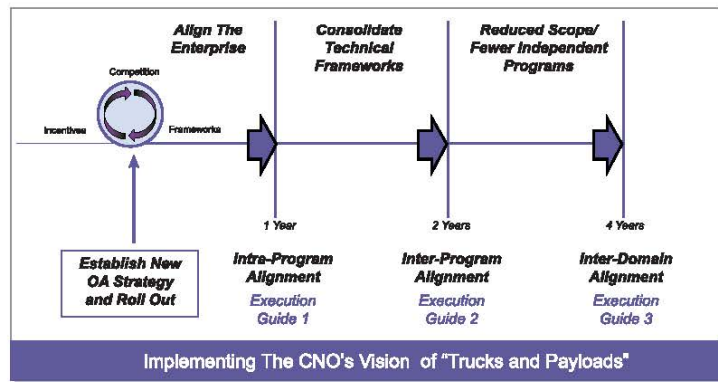 Align The
Enterprise
Consolidate
Technical
Frameworks
Reduced Scope/
Fewer Independent
Programs
Competition
Incentives
Frameworks
1 Year
2 Years
4 Years
Establish New
OA Strategy
and Roll Out
Intra-Program
Alignment
Execution
Guide 1
Inter-Program
Alignment
Execution
Guide 2
Inter-Domain
Alignment
Execution
Guide 3
Implementing The CNO's Vision of "Trucks and Payloads"